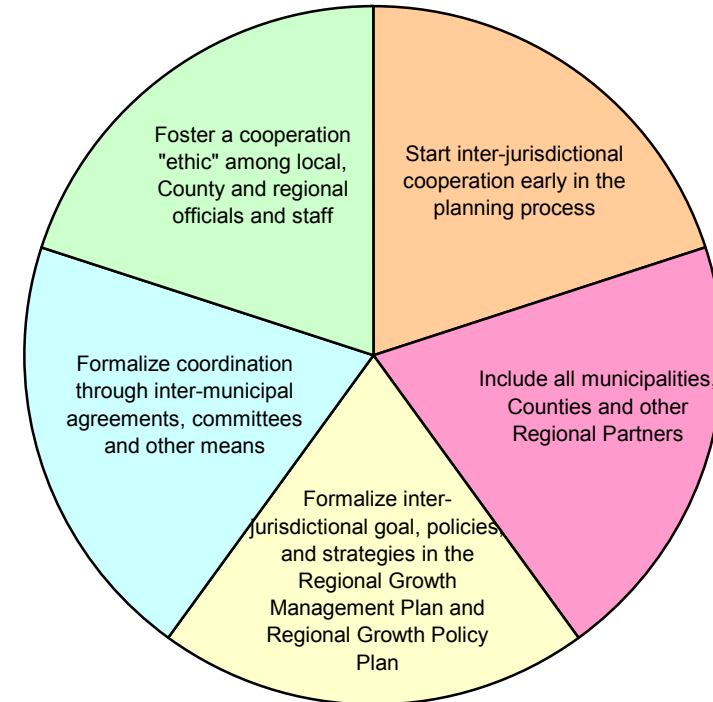 Foster a cooperation
"ethic" among local,
County and regional
officials and staff
Start inter-jurisdictional
cooperation early in the
planning process
Include all municipalities,
Counties and other
Regional Partners
Formalize inter-
jurisdictional goal, policies,
and strategies in the
Regional Growth
Management Plan and
Regional Growth Policy
Plan
Formalize coordination
through inter-municipal
agreements, committees
and other means